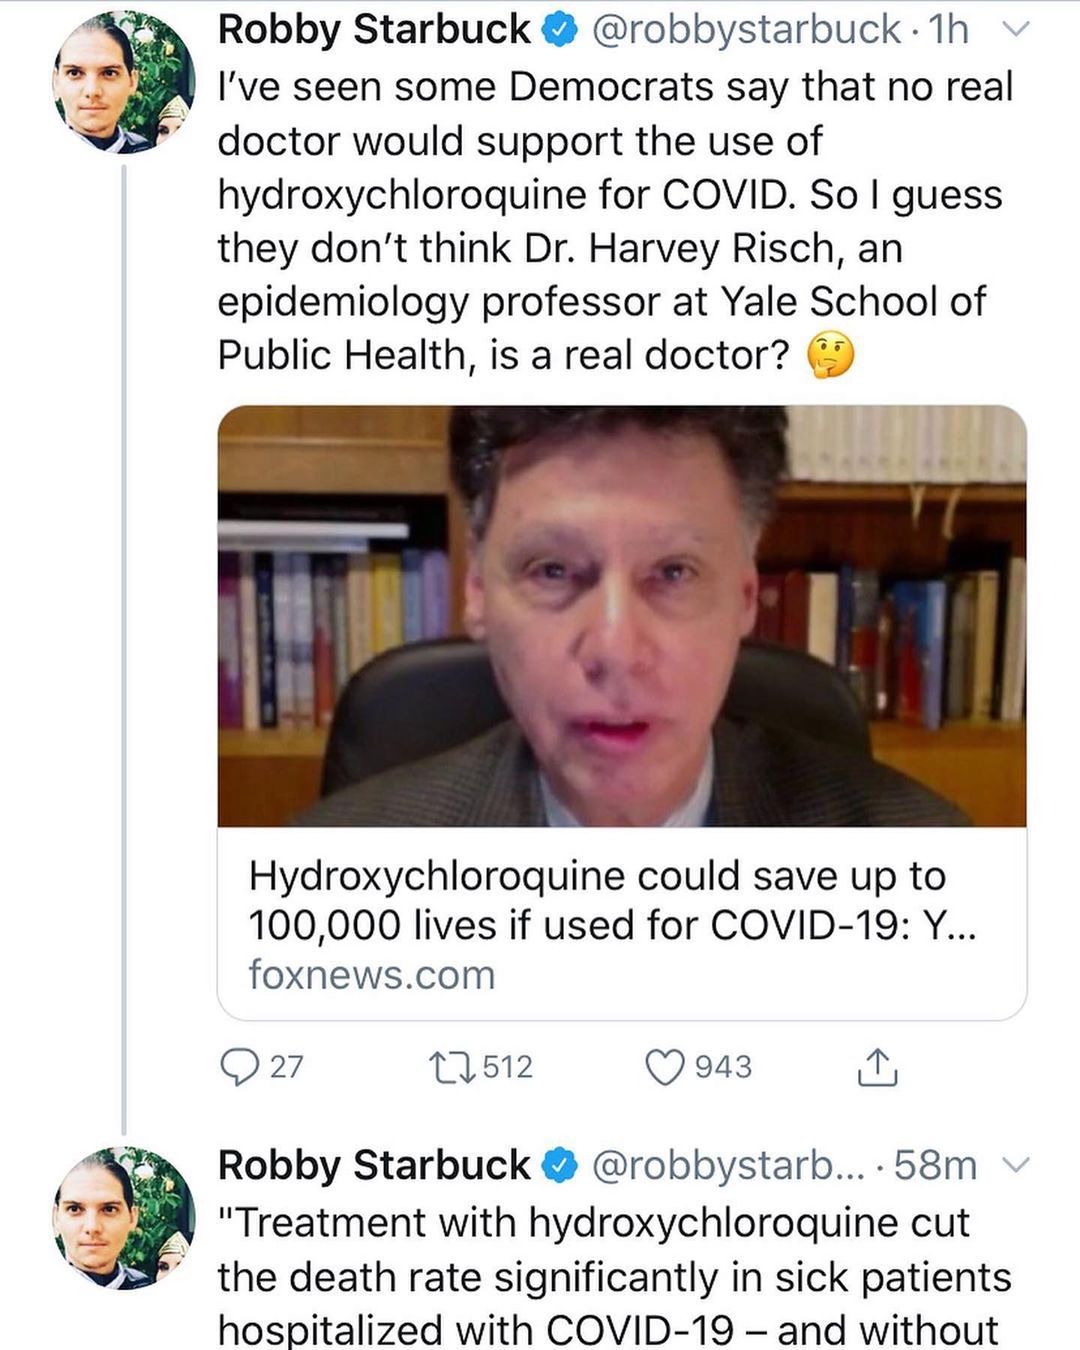 Robby Starbuck @robbystarbuck · 1h
I've seen some Democrats say that no real
doctor would support the use of
hydroxychloroquine for COVID. So I guess
they don't think Dr. Harvey Risch, an
epidemiology professor at Yale School of
Public Health, is a real doctor? 🤔
Hydroxychloroquine could save up to
100,000 lives if used for COVID-19: Y...
foxnews.com
27 512 943
Robby Starbuck @robbystarb... · 58m
"Treatment with hydroxychloroquine cut
the death rate significantly in sick patients
hospitalized with COVID-19 – and without